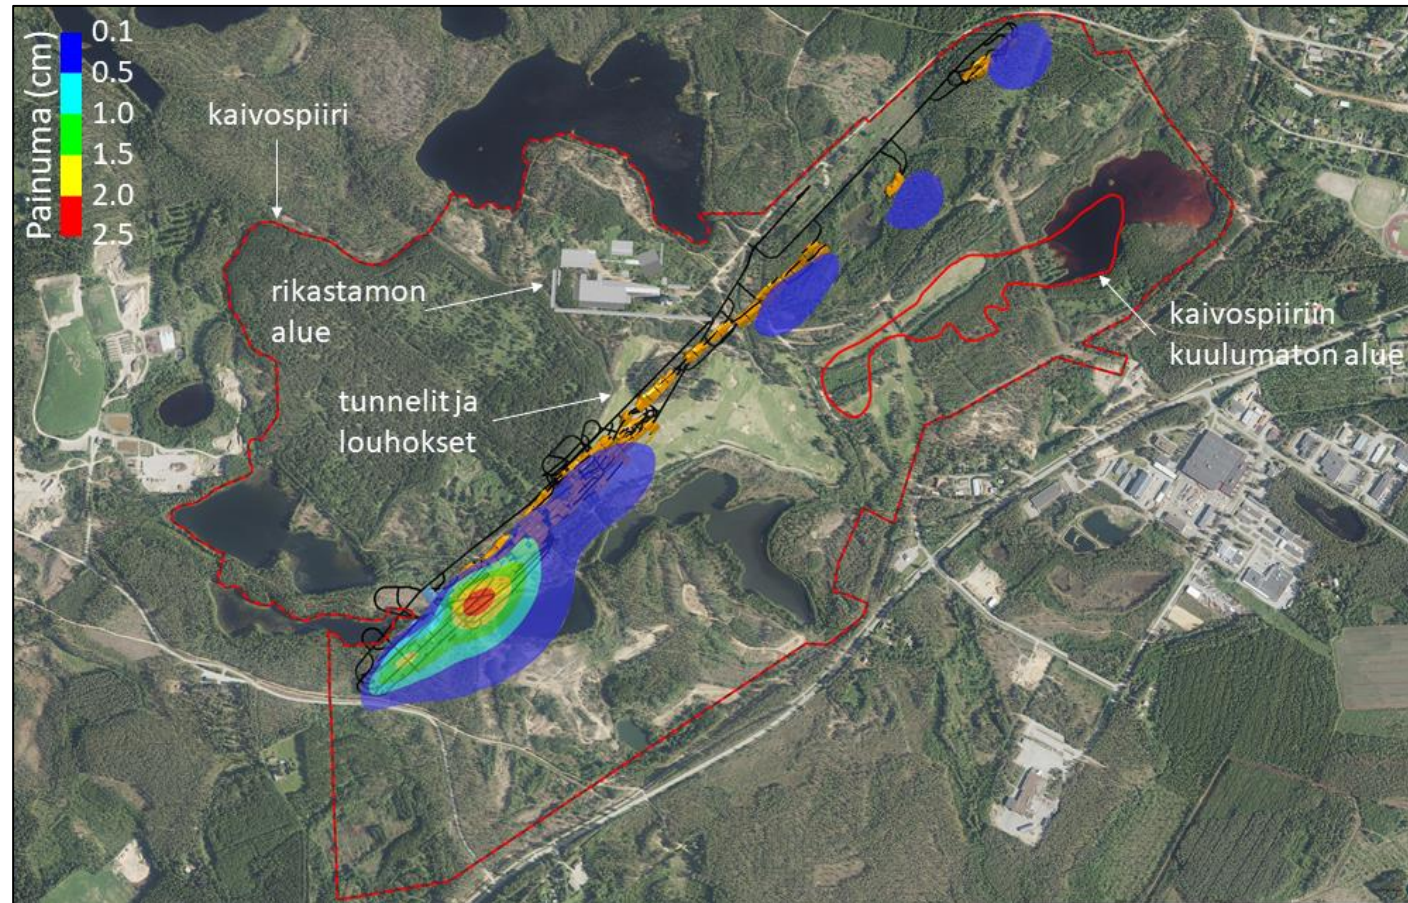 Painuma (cm)
0.1
0.5
1.0
1.5
2.0
2.5
kaivospiiri
rikastamon
alue
tunnelit ja
louhokset
kaivospiiriin
kuulumaton alue